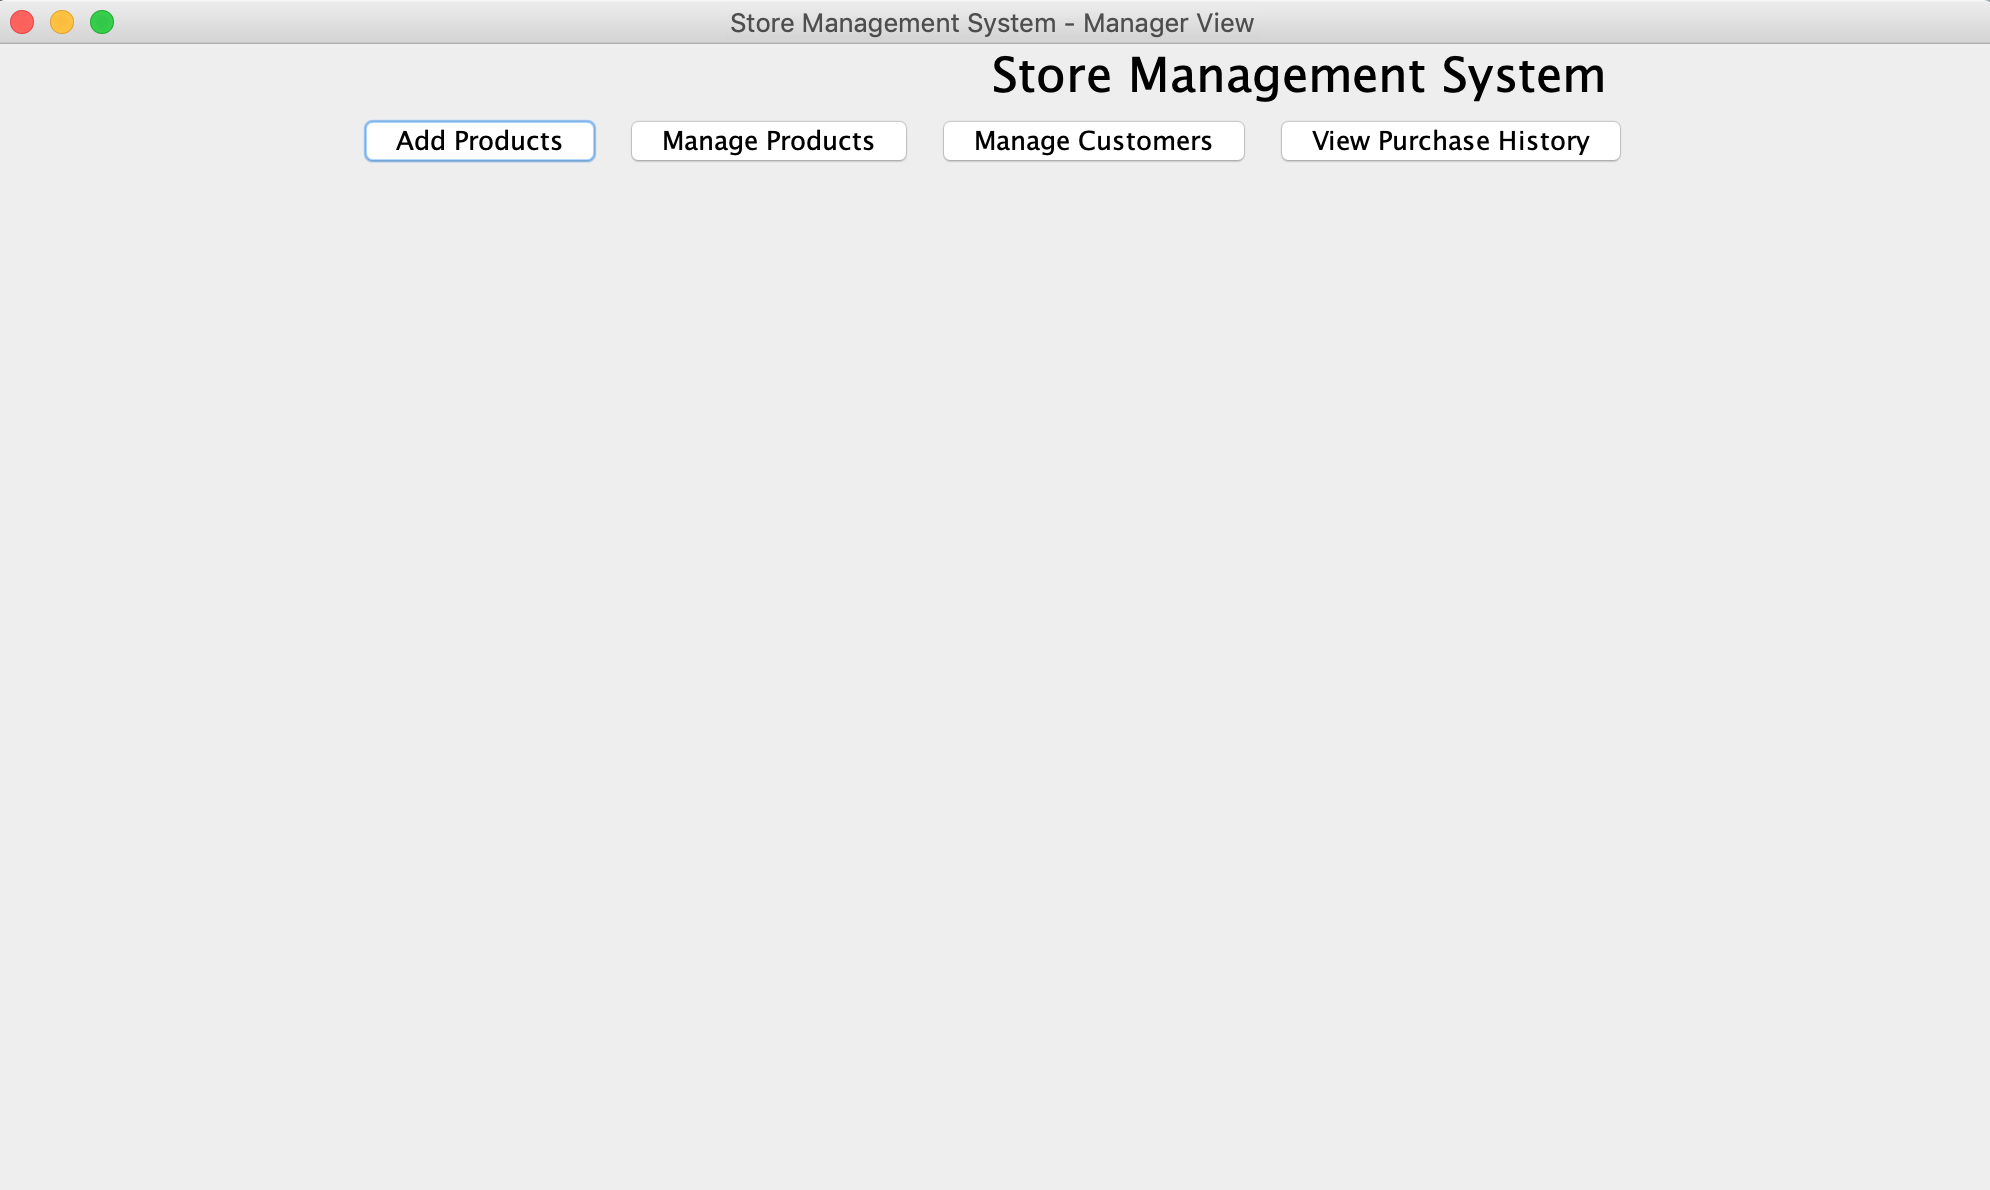 Store Management System - Manager View
Store Management System
Add Products
Manage Products
Manage Customers
View Purchase History